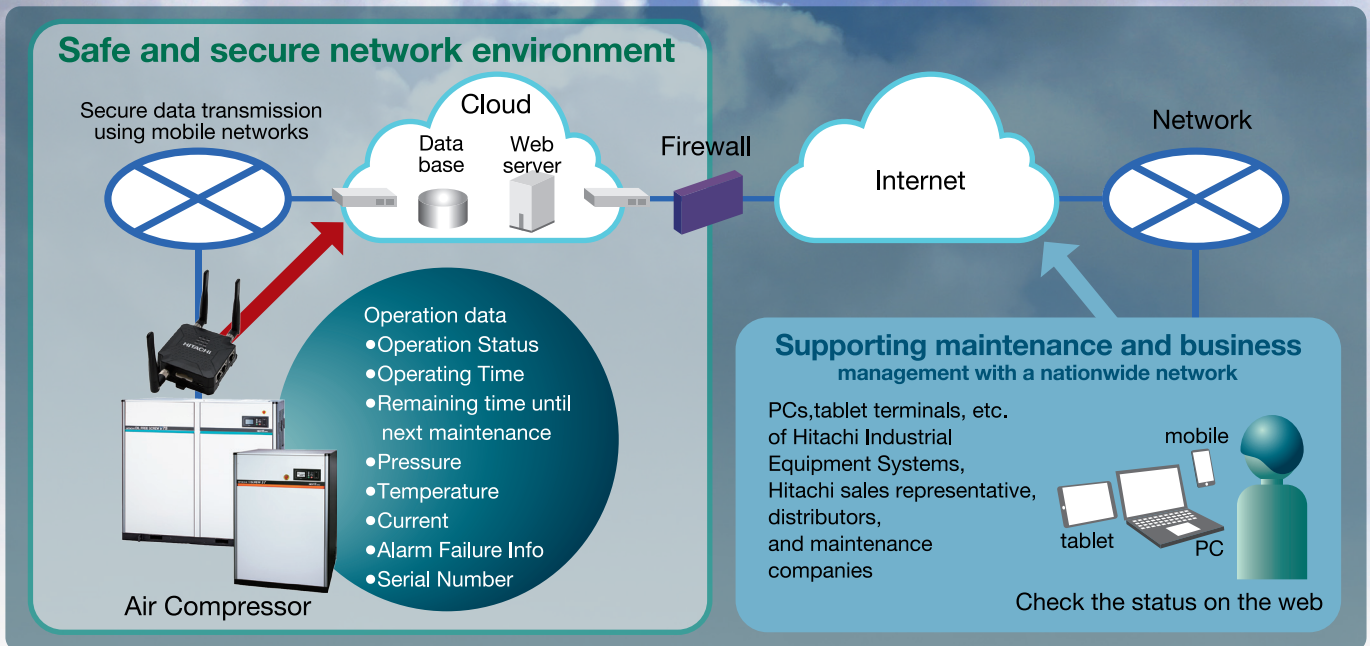 Safe and secure network environment
Secure data transmission
using mobile networks
Cloud
Data
base
Web
server
Firewall
Internet
Network
HITACHI
Operation data
•Operation Status
•Operating Time
•Remaining time until
next maintenance
•Pressure
•Temperature
•Current
•Alarm Failure Info
•Serial Number
Air Compressor
Supporting maintenance and business
management with a nationwide network
PCs,tablet terminals, etc.
of Hitachi Industrial
Equipment Systems,
Hitachi sales representative,
distributors,
and maintenance
companies
mobile
tablet
PC
Check the status on the web